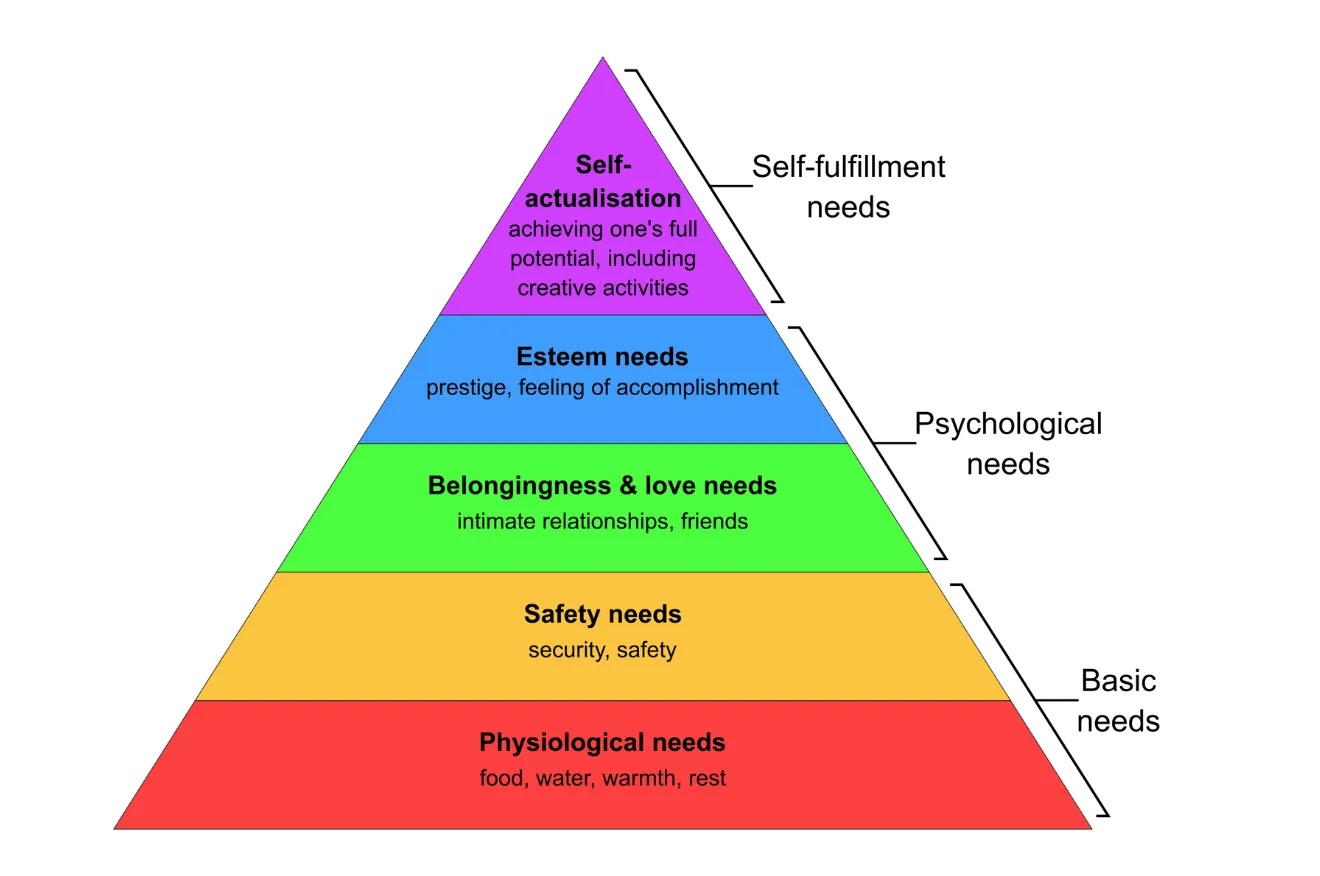 Self-
actualisation
achieving one's full
potential, including
creative activities
Self-fulfillment
needs
Esteem needs
prestige, feeling of accomplishment
Psychological
needs
Belongingness & love needs
intimate relationships, friends
Safety needs
security, safety
Basic
needs
Physiological needs
food, water, warmth, rest